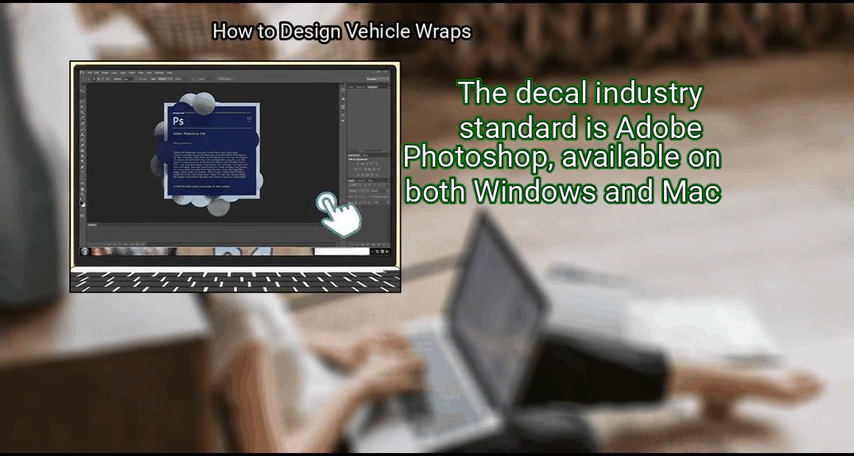 How to Design Vehicle Wraps
The decal industry
standard is Adobe
Photoshop, available on
both Windows and Mac
Ps